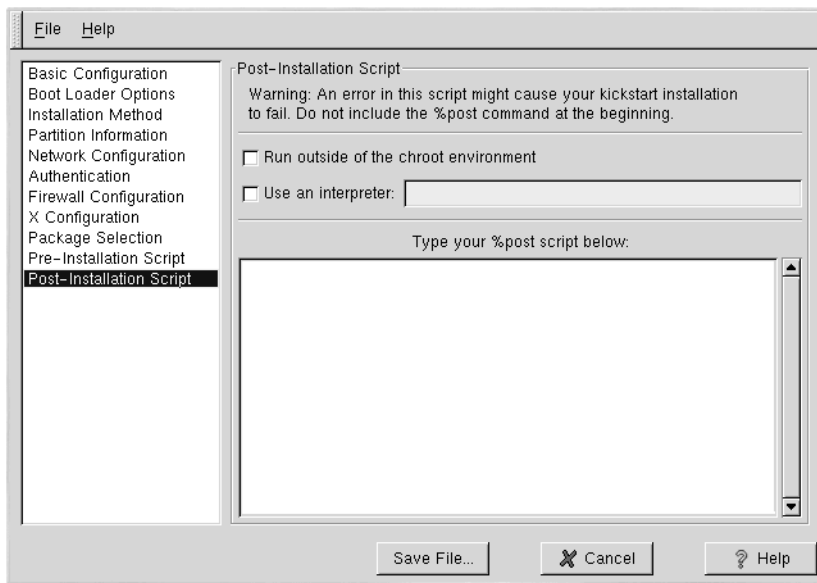 File Help
Basic Configuration
Boot Loader Options
Installation Method
Partition Information
Network Configuration
Authentication
Firewall Configuration
X Configuration
Package Selection
Pre-Installation Script
Post-Installation Script
Post-Installation Script
Warning: An error in this script might cause your kickstart installation
to fail. Do not include the %post command at the beginning.
Run outside of the chroot environment
Use an interpreter:
Type your %post script below:
Save File... Cancel Help